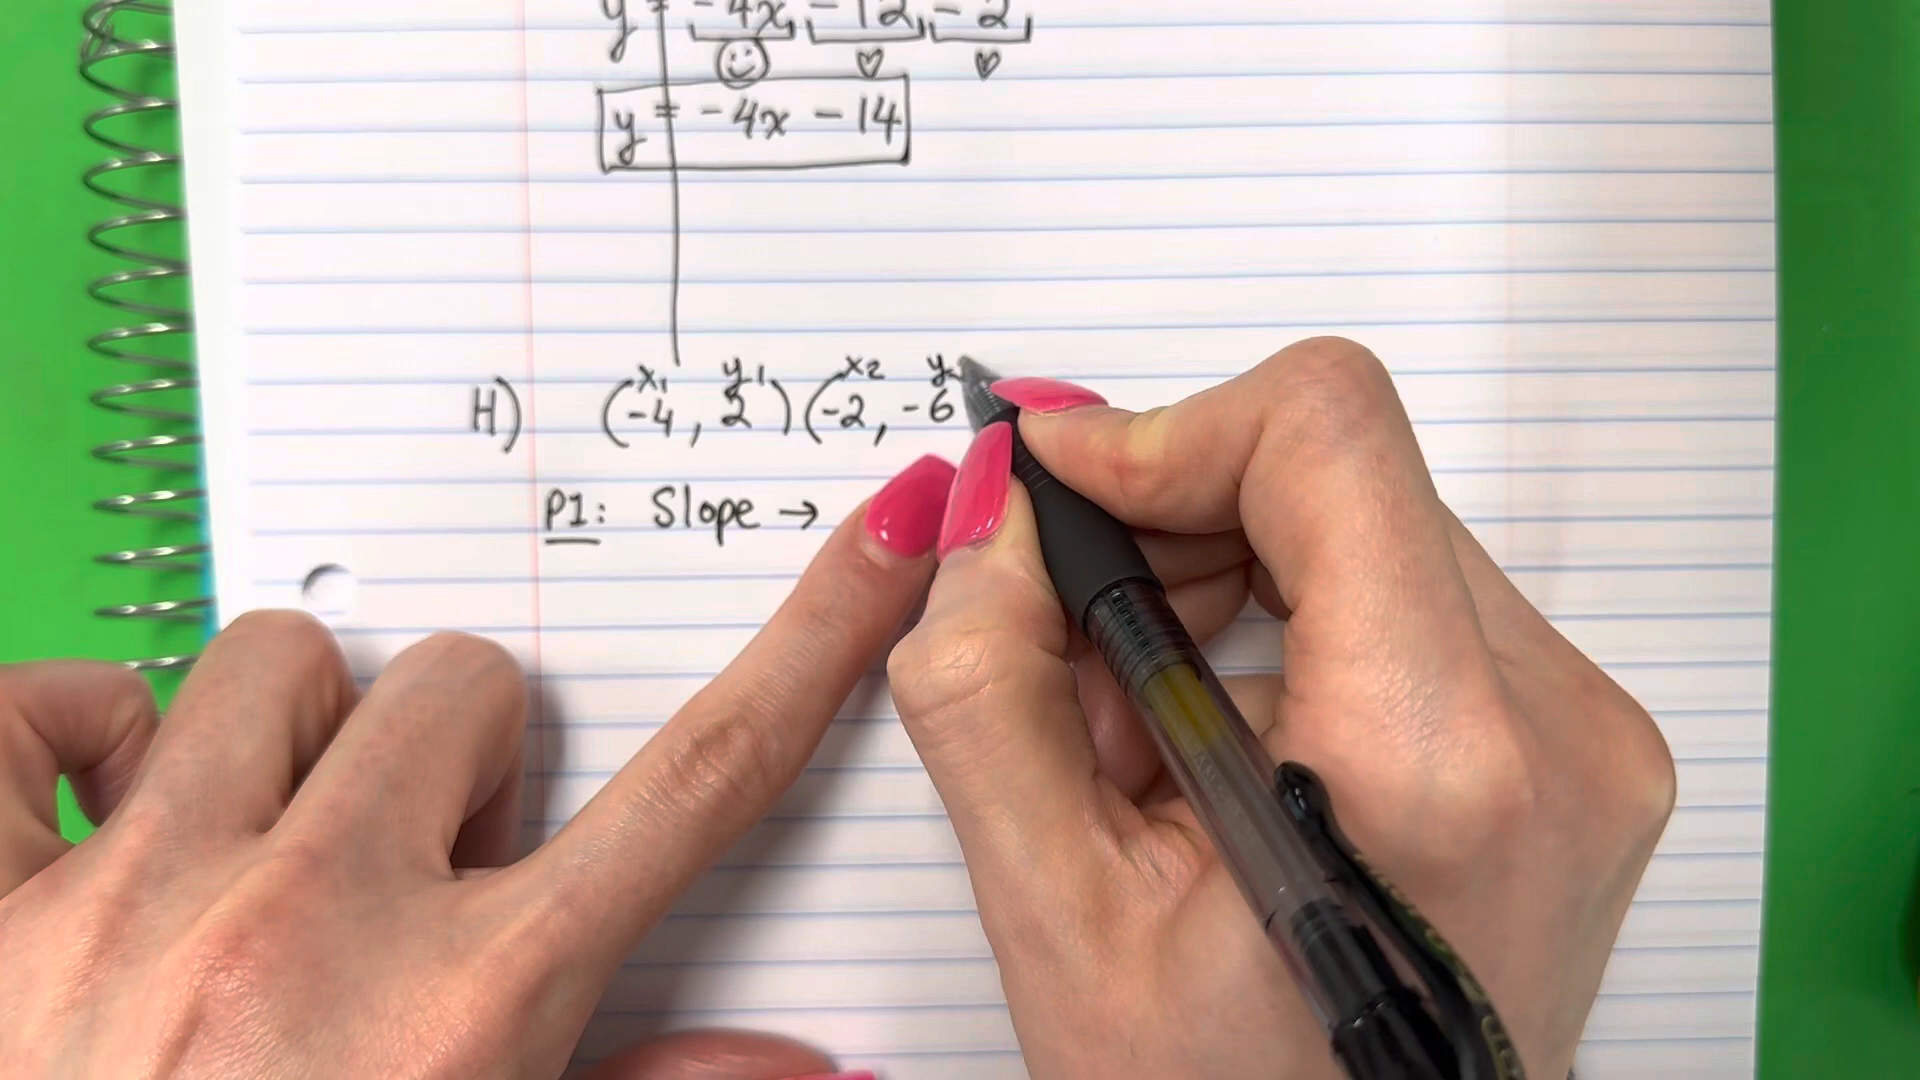 y = -4x -12 -2
y = -4x - 14
x1 y1 x2 y
H) (-4, 2) (-2, -6
P1: Slope →